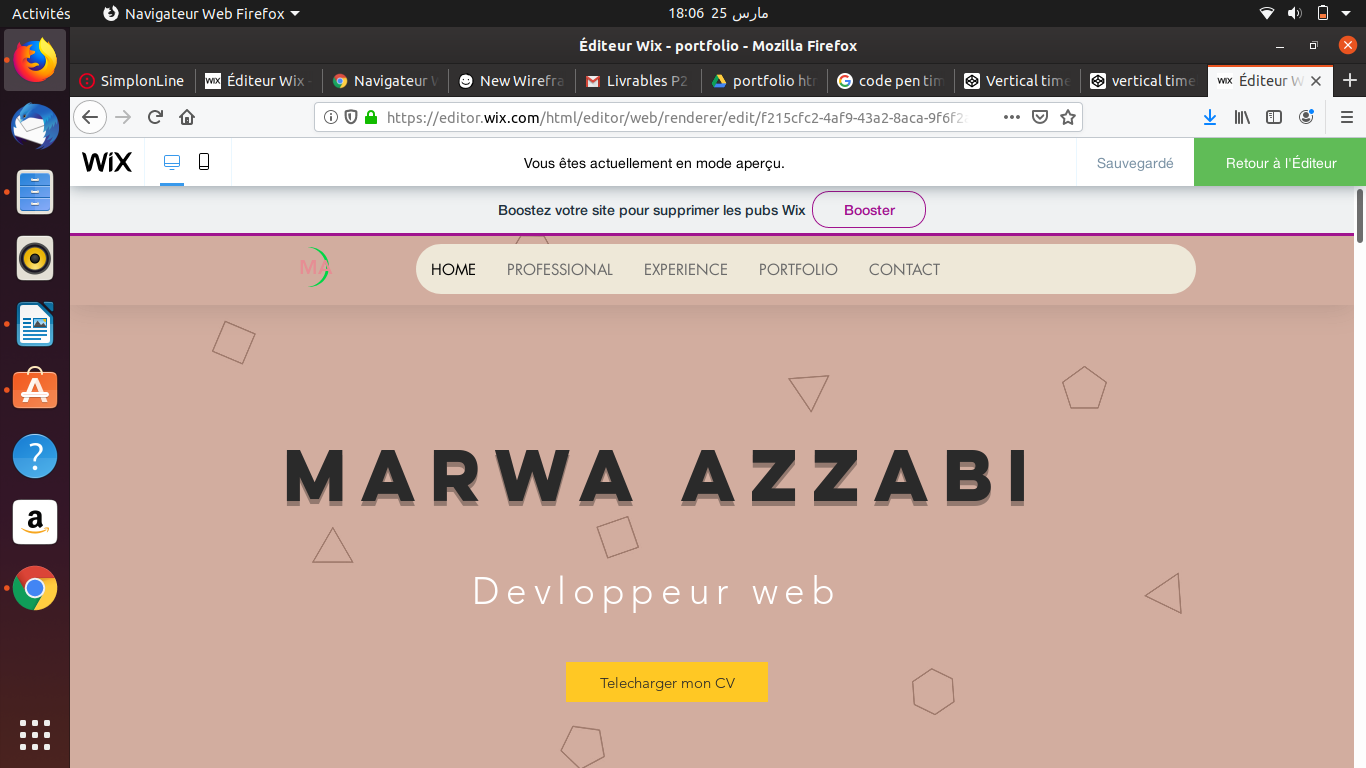 Activités
Navigateur Web Firefox
مارس 25 18:06
Éditeur Wix - portfolio - Mozilla Firefox
SimplonLine
Éditeur Wix -
Navigateur W
New Wirefra
Livrables P2
portfolio htm
code pen tim
Vertical time
vertical time
Éditeur W
https://editor.wix.com/html/editor/web/renderer/edit/f215cfc2-4af9-43a2-8aca-9f6f2
WiX
Vous êtes actuellement en mode aperçu.
Sauvegardé
Retour à l'Éditeur
Boostez votre site pour supprimer les pubs Wix
Booster
MA
HOME
PROFESSIONAL
EXPERIENCE
PORTFOLIO
CONTACT
MARWA AZZABI
Devloppeur web
Telecharger mon CV